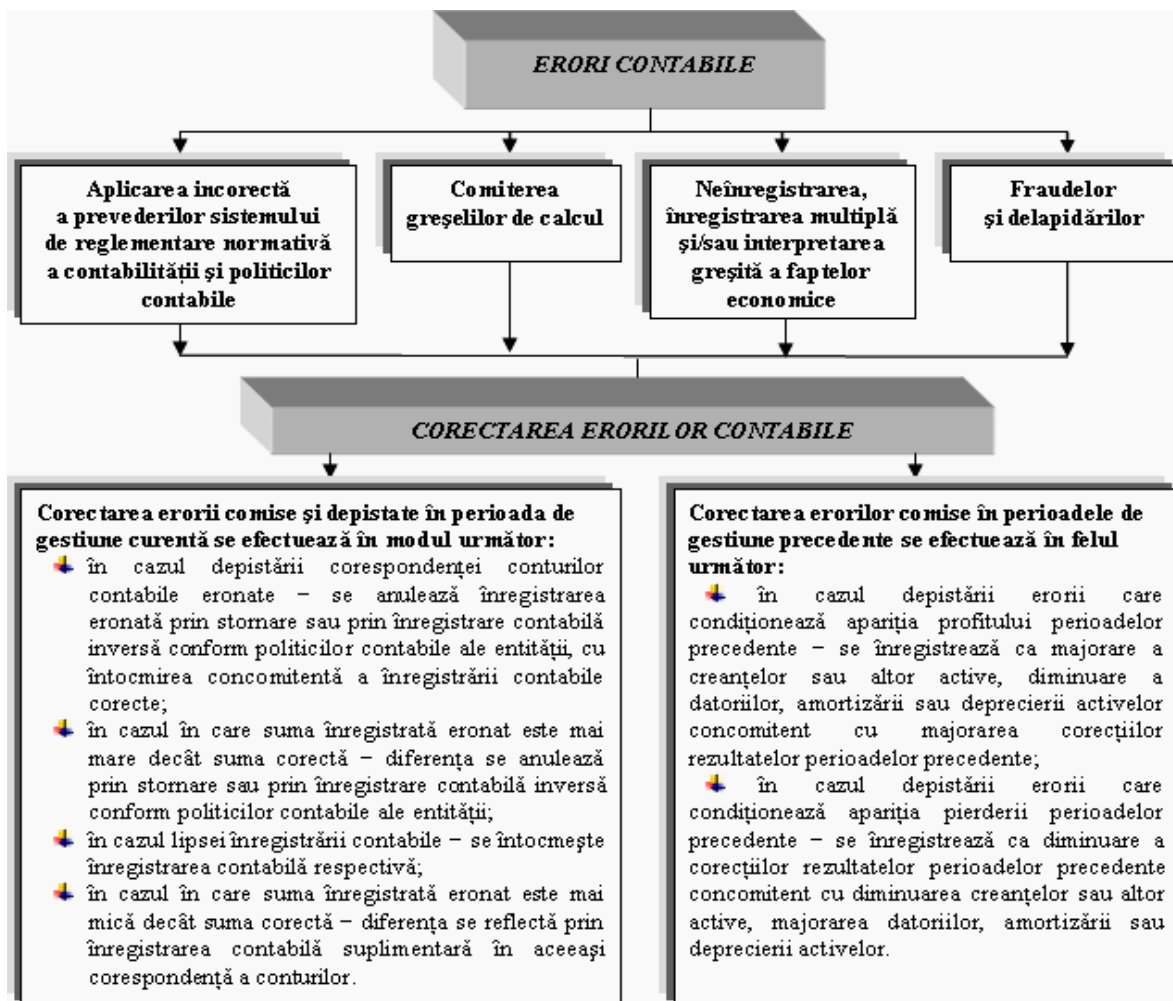 ERORI CONTABILE
Aplicarea incorectă
a prevederilor sistemului
de reglementare normativă
a contabilității și politicilor
contabile
Comiterea
greșelilor de calcul
Neînregistrarea,
înregistrarea multiplă
și/sau interpretarea
greșită a faptelor
economice
Fraudelor
și delapidărilor
CORECTAREA ERORILOR CONTABILE
Corectarea erorii comise și depistate în perioada de
gestiune curentă se efectuează în modul următor:
în cazul depistării corespondenței conturilor
contabile eronate – se anulează înregistrarea
eronată prin stornare sau prin înregistrare contabilă
inversă conform politicilor contabile ale entității, cu
întocmirea concomitentă a înregistrării contabile
corecte;
în cazul în care suma înregistrată eronat este mai
mare decât suma corectă – diferența se anulează
prin stornare sau prin înregistrare contabilă inversă
conform politicilor contabile ale entității;
în cazul lipsei înregistrării contabile – se întocmește
înregistrarea contabilă respectivă;
în cazul în care suma înregistrată eronat este mai
mică decât suma corectă – diferența se reflectă prin
înregistrarea contabilă suplimentară în aceeași
corespondență a conturilor.
Corectarea erorilor comise în perioadele de
gestiune precedente se efectuează în felul
următor:
în cazul depistării erorii care
condiționează apariția profitului perioadelor
precedente – se înregistrează ca majorare a
creanțelor sau altor active, diminuare a
datoriilor, amortizării sau deprecierii activelor
concomitent cu majorarea corecțiilor
rezultatelor perioadelor precedente;
în cazul depistării erorii care
condiționează apariția pierderii perioadelor
precedente – se înregistrează ca diminuare a
corecțiilor rezultatelor perioadelor precedente
concomitent cu diminuarea creanțelor sau altor
active, majorarea datoriilor, amortizării sau
deprecierii activelor.